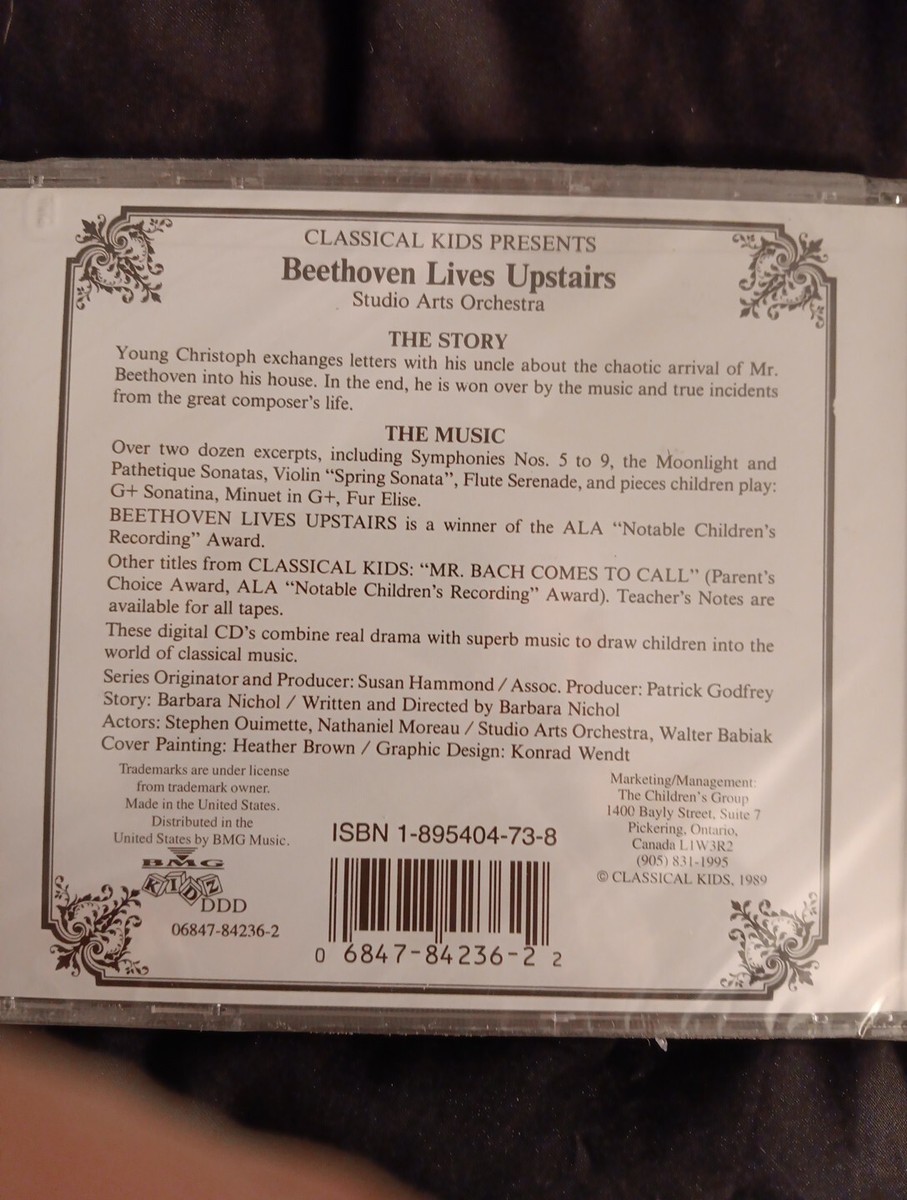 CLASSICAL KIDS PRESENTS
Beethoven Lives Upstairs
Studio Arts Orchestra
THE STORY
Young Christoph exchanges letters with his uncle about the chaotic arrival of Mr.
Beethoven into his house. In the end, he is won over by the music and true incidents
from the great composer's life.
THE MUSIC
Over two dozen excerpts, including Symphonies Nos. 5 to 9, the Moonlight and
Pathetique Sonatas, Violin "Spring Sonata", Flute Serenade, and pieces children play:
G+ Sonatina, Minuet in G+, Fur Elise.
BEETHOVEN LIVES UPSTAIRS is a winner of the ALA "Notable Children's
Recording" Award.
Other titles from CLASSICAL KIDS: "MR. BACH COMES TO CALL" (Parent's
Choice Award, ALA "Notable Children's Recording" Award). Teacher's Notes are
available for all tapes.
These digital CD's combine real drama with superb music to draw children into the
world of classical music.
Series Originator and Producer: Susan Hammond / Assoc. Producer: Patrick Godfrey
Story: Barbara Nichol / Written and Directed by Barbara Nichol
Actors: Stephen Ouimette, Nathaniel Moreau / Studio Arts Orchestra, Walter Babiak
Cover Painting: Heather Brown / Graphic Design: Konrad Wendt
Trademarks are under license
from trademark owner.
Made in the United States.
Distributed in the
United States by BMG Music.
BMG
KIDZ
DDD
06847-84236-2
ISBN 1-895404-73-8
0 6847-84236-2 2
Marketing/Management:
The Children's Group
1400 Bayly Street, Suite 7
Pickering, Ontario,
Canada L1W3R2
(905) 831-1995
© CLASSICAL KIDS, 1989